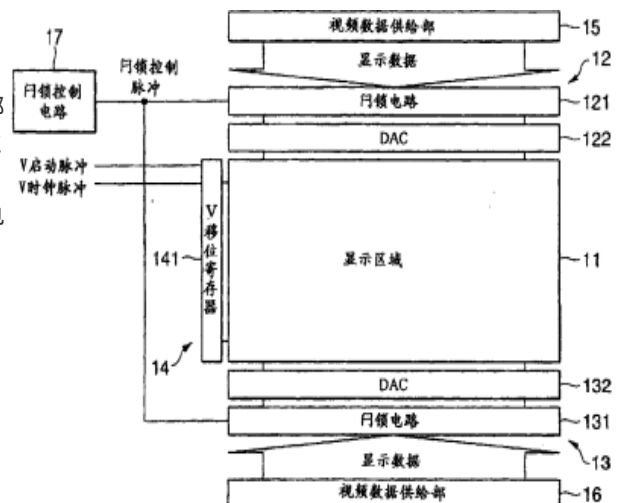 视频数据供给部
15
17
显示数据
12
闩锁控制
脉冲
闩锁控制
电路
闩锁电路
121
DAC
122
V启动脉冲
V时钟脉冲
V移位寄存器
141
显示区域
11
14
DAC
132
闩锁电路
131
显示数据
13
视频数据供给部
16